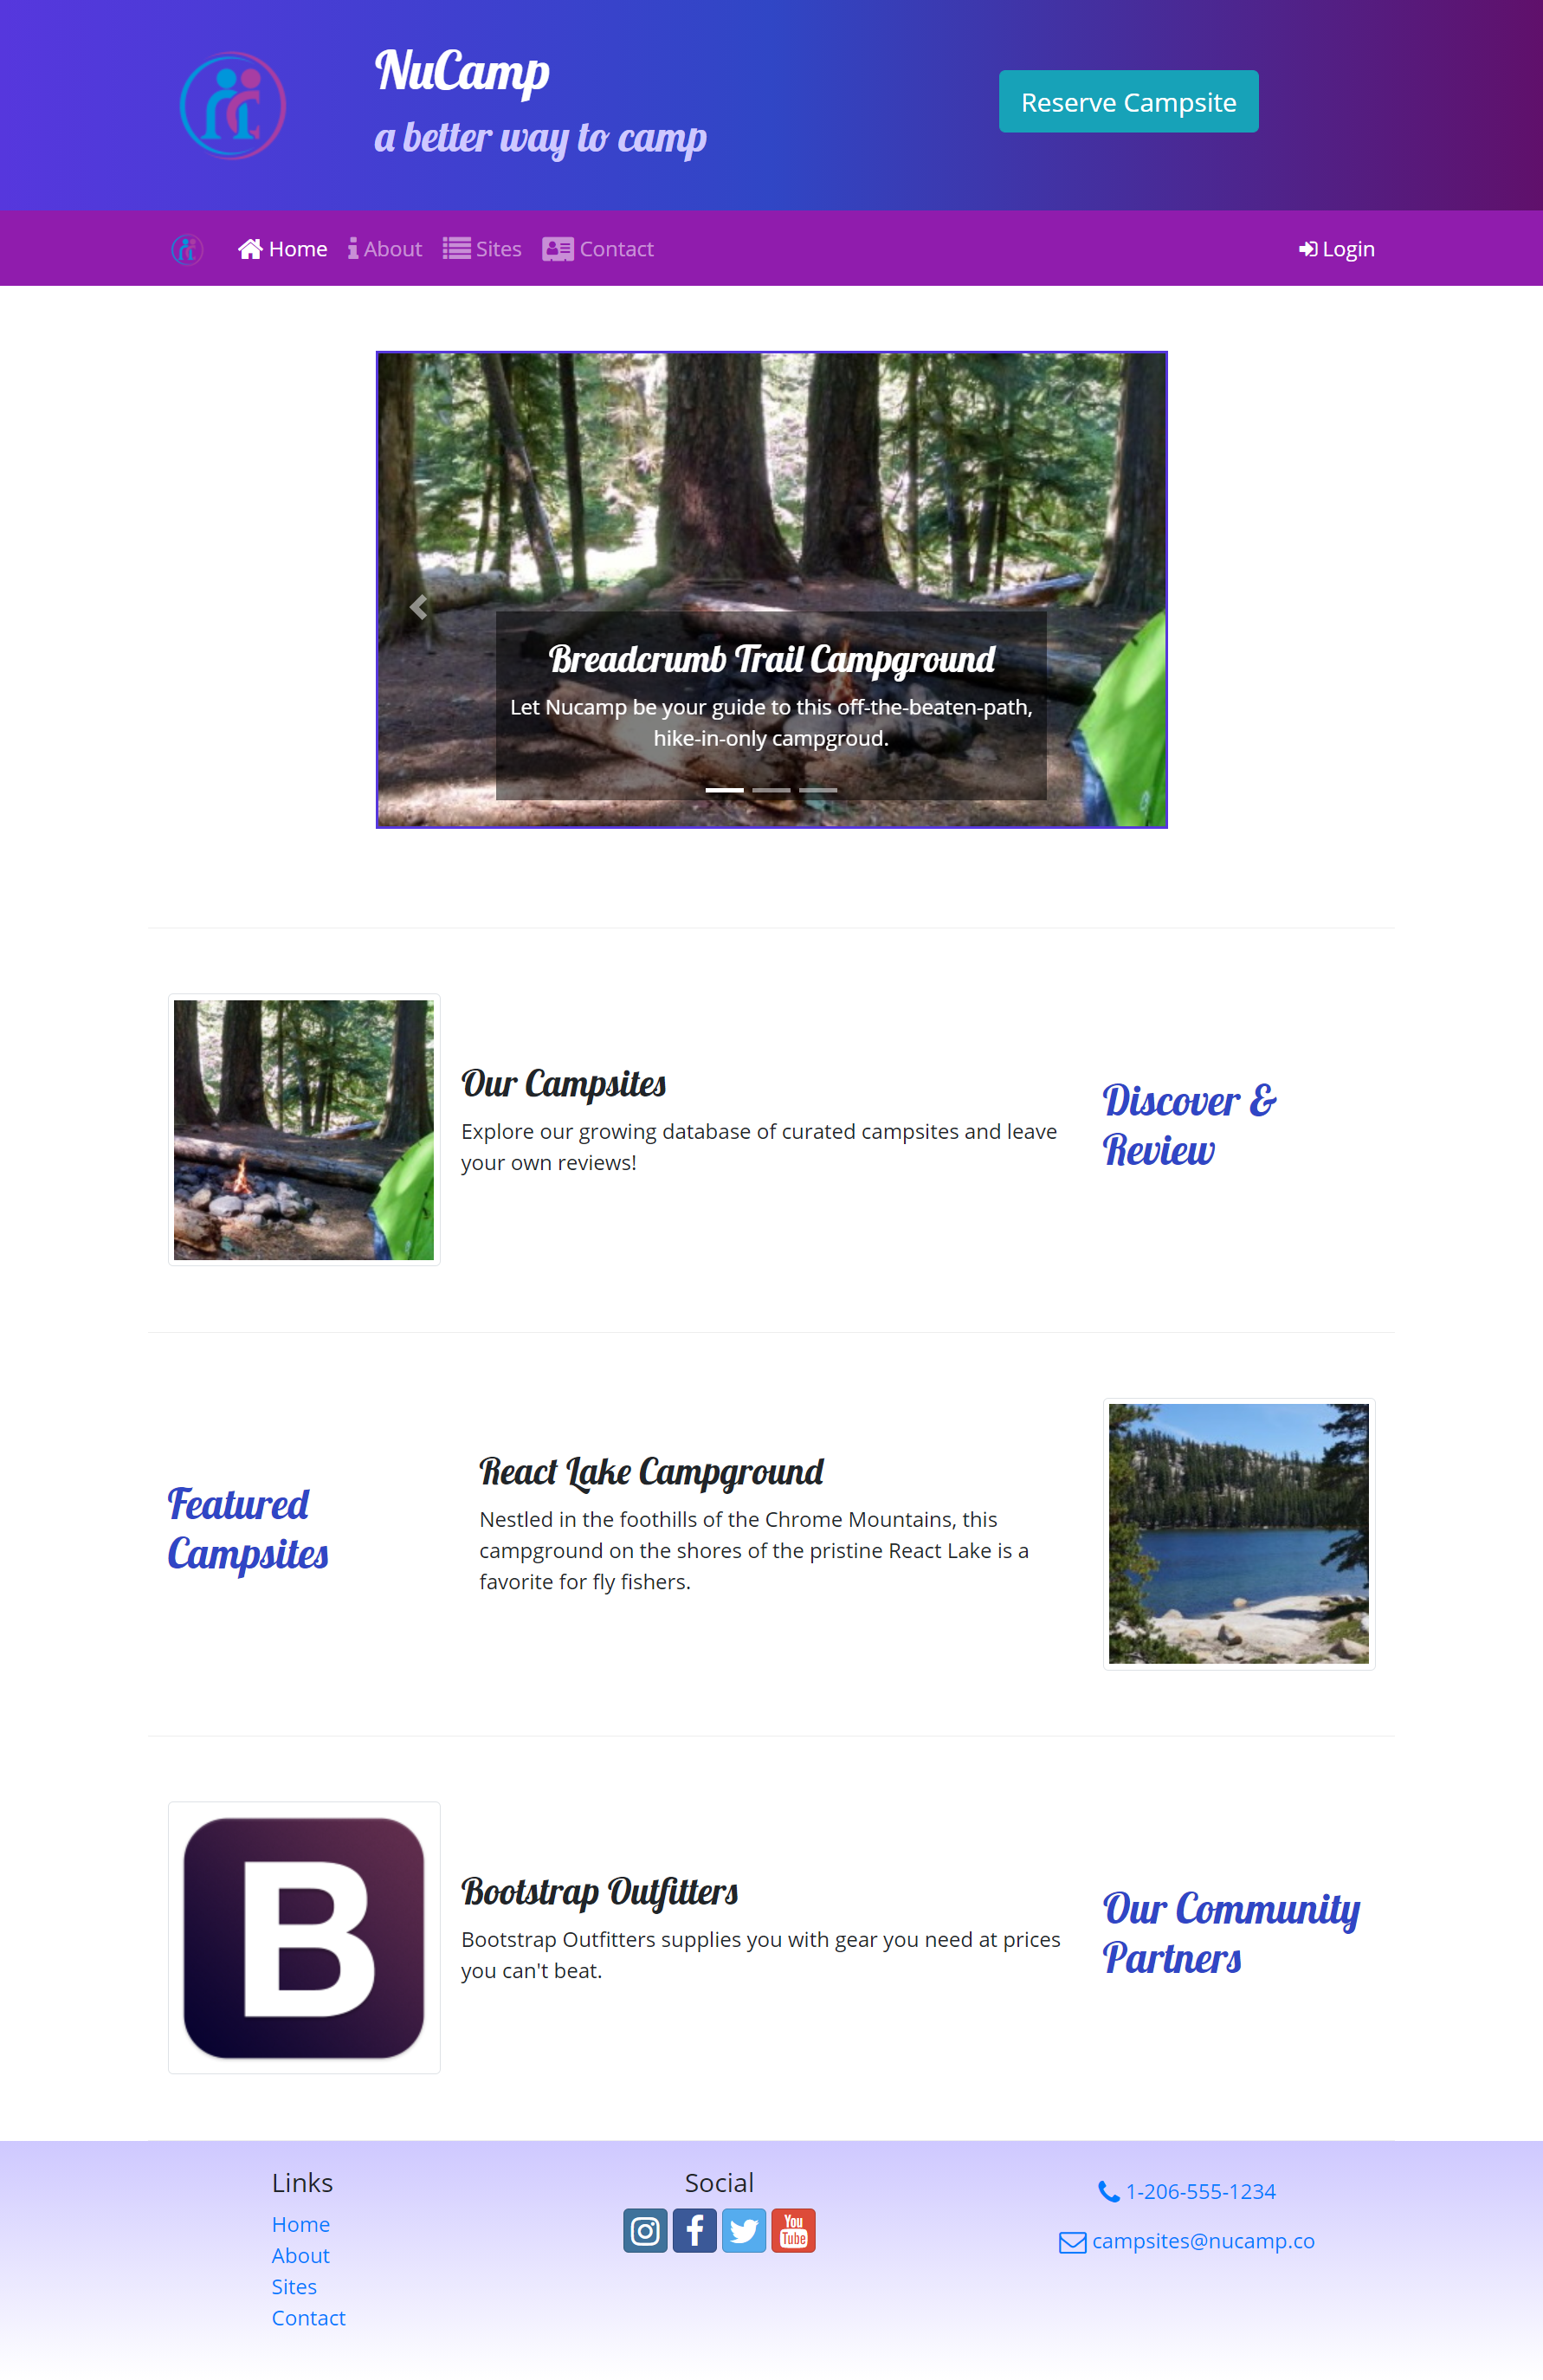 NuCamp
a better way to camp
Reserve Campsite
Home About Sites Contact Login
Breadcrumb Trail Campground
Let Nucamp be your guide to this off-the-beaten-path,
hike-in-only campgroud.
Our Campsites
Explore our growing database of curated campsites and leave
your own reviews!
Discover &
Review
Featured
Campsites
React Lake Campground
Nestled in the foothills of the Chrome Mountains, this
campground on the shores of the pristine React Lake is a
favorite for fly fishers.
B
Bootstrap Outfitters
Bootstrap Outfitters supplies you with gear you need at prices
you can't beat.
Our Community
Partners
Links
Home
About
Sites
Contact
Social
You
Tube
1-206-555-1234
campsites@nucamp.co